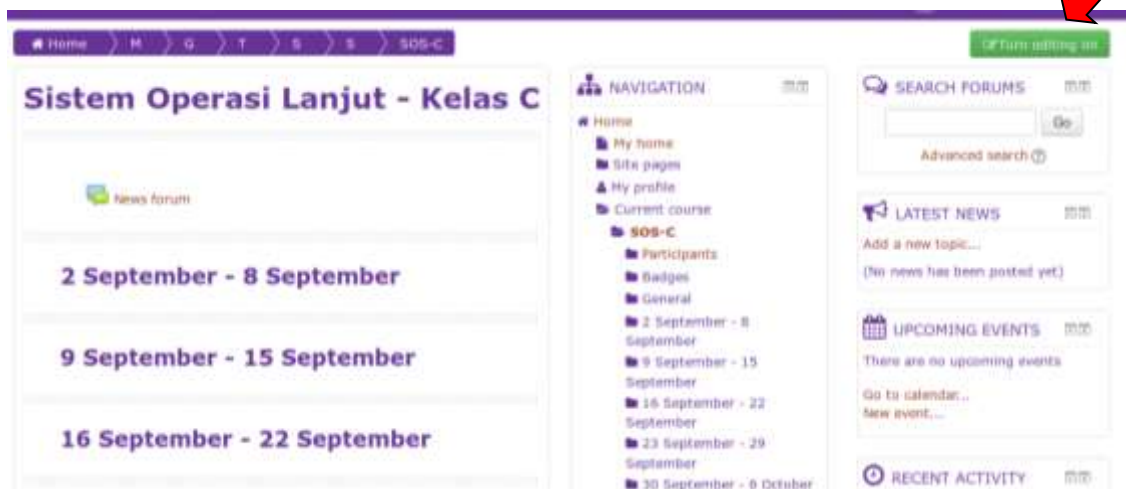 Home M G T S S SOS-C
Turn editing on
Sistem Operasi Lanjut - Kelas C
News forum
2 September - 8 September
9 September - 15 September
16 September - 22 September
NAVIGATION
Home
My home
Site pages
My profile
Current course
SOS-C
Participants
Badges
General
2 September - 8
September
9 September - 15
September
16 September - 22
September
23 September - 29
September
30 September - 6 October
SEARCH FORUMS
Go
Advanced search
LATEST NEWS
Add a new topic...
(No news has been posted yet)
UPCOMING EVENTS
There are no upcoming events
Go to calendar...
New event...
RECENT ACTIVITY